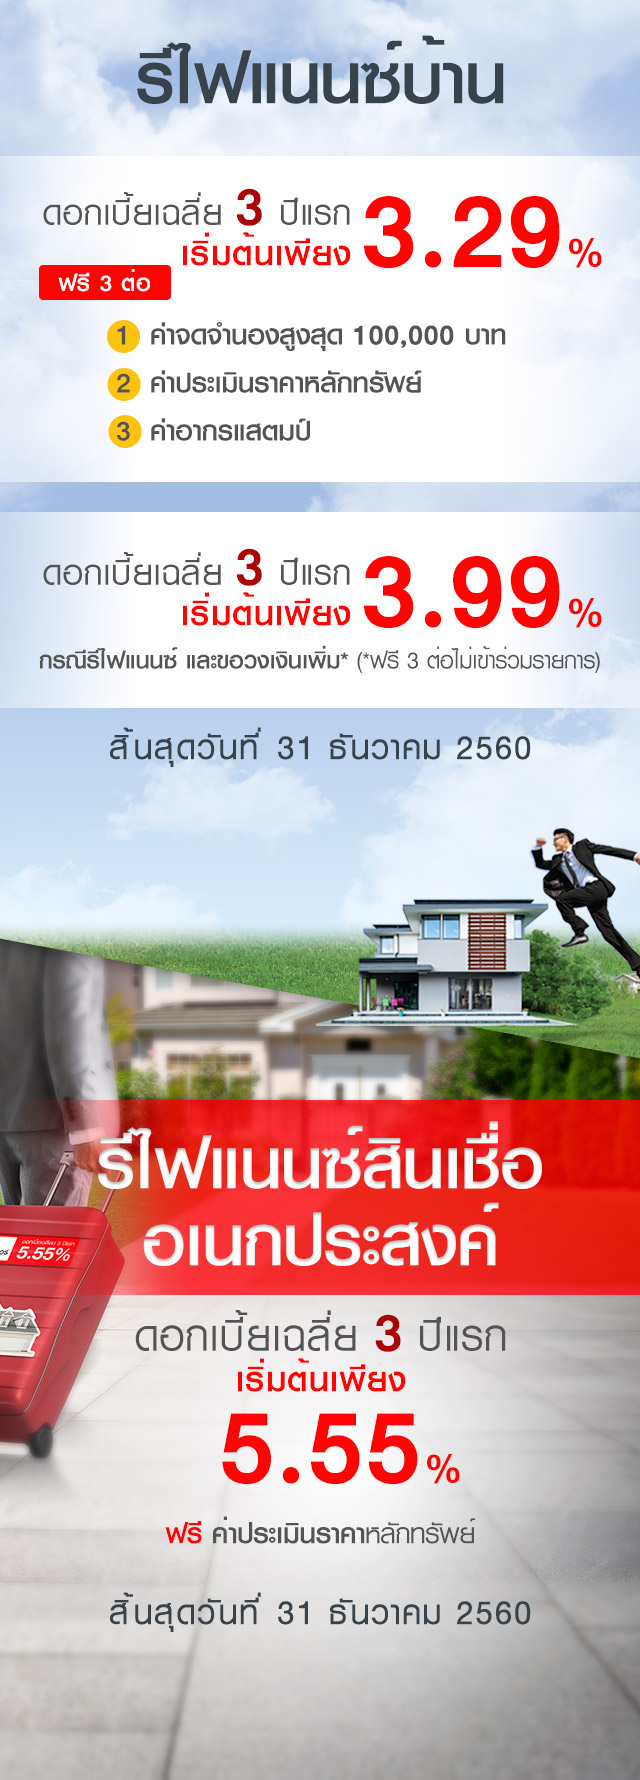 รีไฟแนนซ์บ้าน
ดอกเบี้ยเฉลี่ย 3 ปีแรก
เริ่มต้นเพียง 3.29%
ฟรี 3 ต่อ
1 ค่าจดจำนองสูงสุด 100,000 บาท
2 ค่าประเมินราคาหลักทรัพย์
3 ค่าอากรแสตมป์
ดอกเบี้ยเฉลี่ย 3 ปีแรก
เริ่มต้นเพียง 3.99%
กรณีรีไฟแนนซ์ และขอวงเงินเพิ่ม* (*ฟรี 3 ต่อไม่เข้าร่วมรายการ)
สิ้นสุดวันที่ 31 ธันวาคม 2560
รีไฟแนนซ์สินเชื่อ
อเนกประสงค์
5.55%
ดอกเบี้ยเฉลี่ย 3 ปีแรก
เริ่มต้นเพียง
5.55%
ฟรี ค่าประเมินราคาหลักทรัพย์
สิ้นสุดวันที่ 31 ธันวาคม 2560